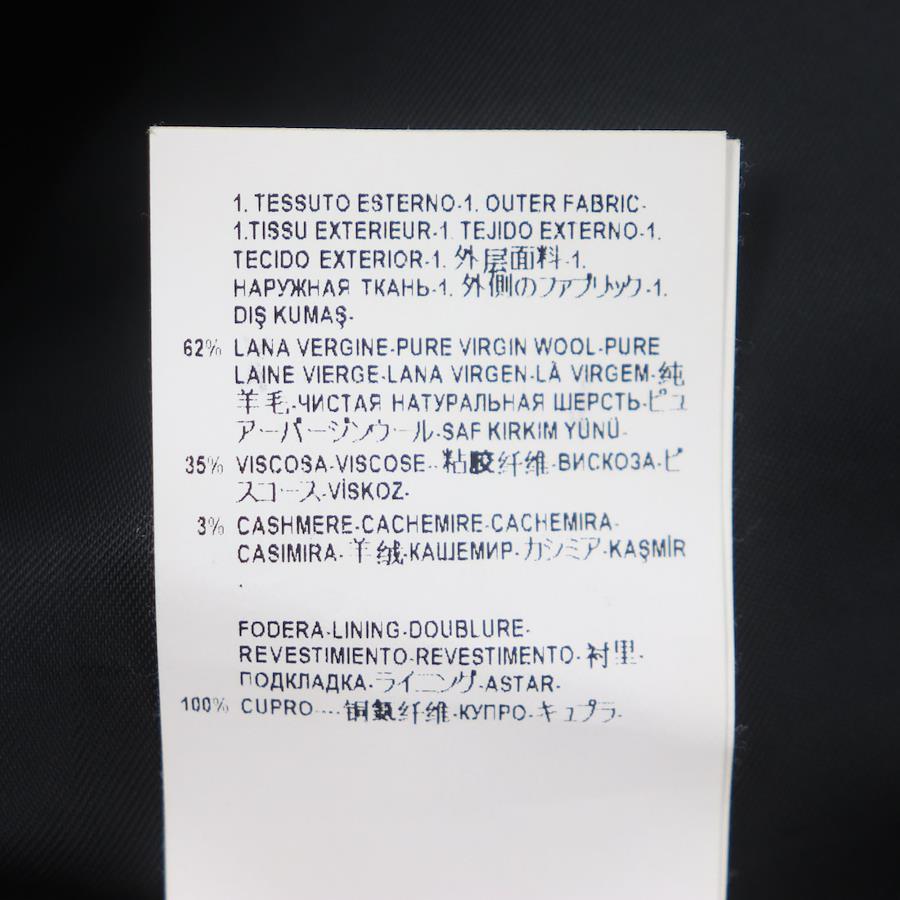 1. TESSUTO ESTERNO-1. OUTER FABRIC-
1.TISSU EXTERIEUR-1. TEJIDO EXTERNO-1.
TECIDO EXTERIOR-1. 外层面料-1.
НАРУЖНАЯ ТКАНЬ-1. 外側のファブリック-1.
DIŞ KUMAŞ-
62% LANA VERGINE-PURE VIRGIN WOOL-PURE
LAINE VIERGE-LANA VIRGEN-LÀ VIRGEM-纯
羊毛-ЧИСТАЯ НАТУРАЛЬНАЯ ШЕРСТЬ-ピュ
アーバージンウール-SAF KIRKIM YÜNÜ-
35% VISCOSA-VISCOSE--粘胶纤维-ВИСКОЗА-ビ
スコース-VİSKOZ-
3% CASHMERE-CACHEMIRE-CACHEMIRA-
CASIMIRA-羊绒-КАШЕМИР-カシミア-KAŞMİR
.
FODERA-LINING-DOUBLURE-
REVESTIMIENTO-REVESTIMENTO-衬里-
ПОДКЛАДКА-ライニング-ASTAR-
100% CUPRO----铜氨纤维-КУПРО-キュプラ-